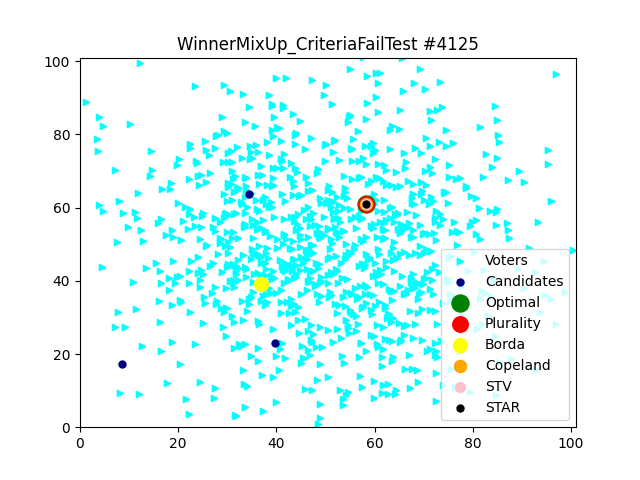 WinnerMixUp_CriteriaFailTest #4125
100
80
60
40
20
0
0 20 40 60 80 100
Voters
Candidates
Optimal
Plurality
Borda
Copeland
STV
STAR